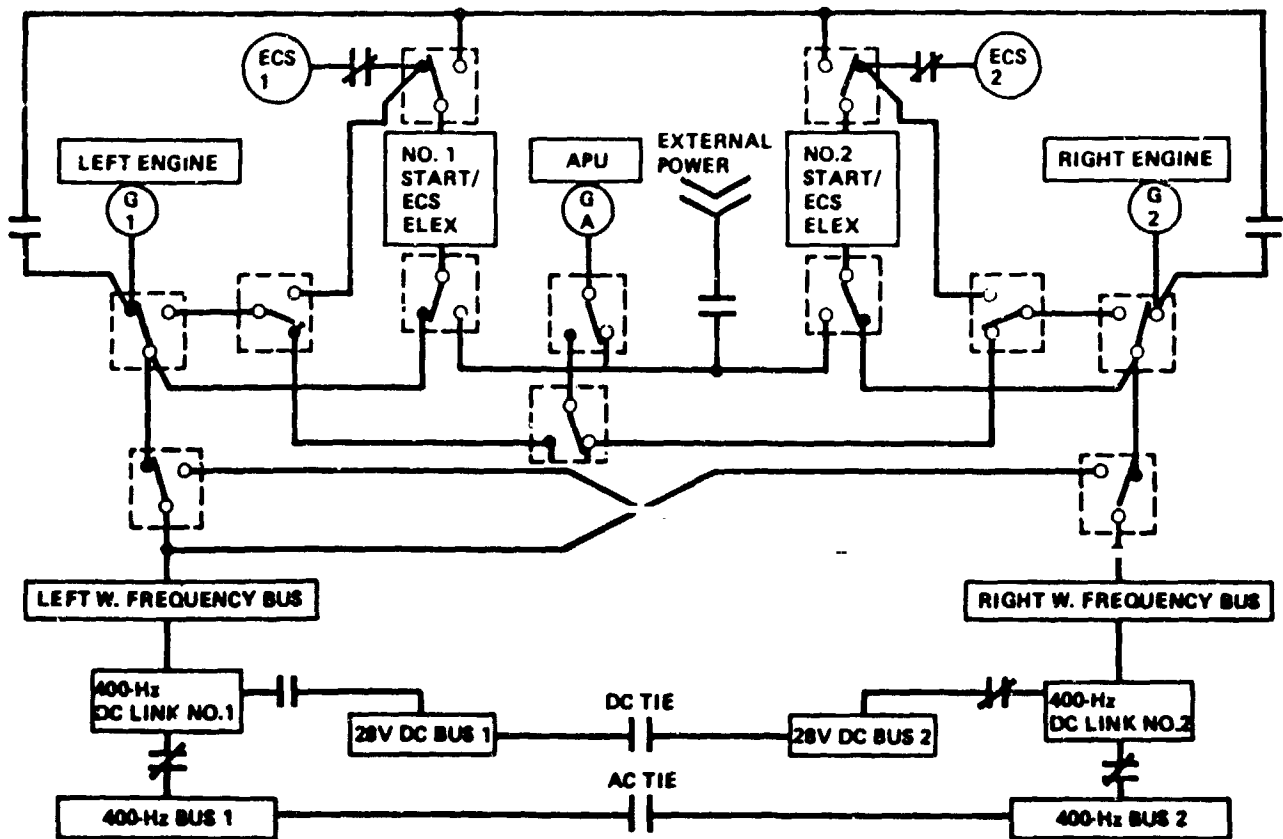 ECS
1
ECS
2
LEFT ENGINE
G
1
NO. 1
START/
ECS
ELEX
APU
G
A
EXTERNAL
POWER
NO.2
START/
ECS
ELEX
RIGHT ENGINE
G
2
LEFT W. FREQUENCY BUS
RIGHT W. FREQUENCY BUS
400-Hz
DC LINK NO.1
28V DC BUS 1
DC TIE
28V DC BUS 2
400-Hz
DC LINK NO.2
400-Hz BUS 1
AC TIE
400-Hz BUS 2